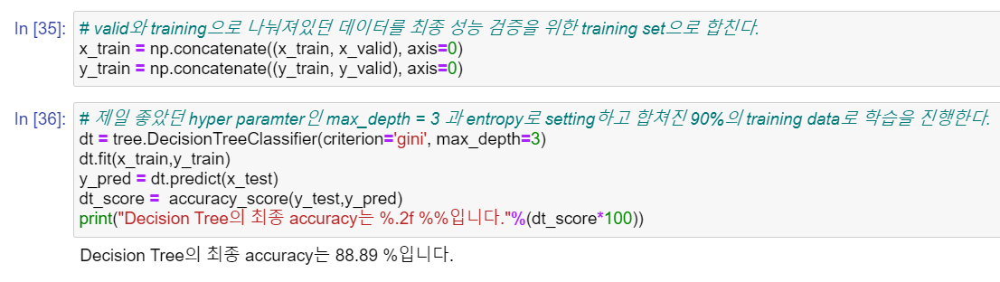 In [35]: # valid와 training으로 나눠져있던 데이터를 최종 성능 검증을 위한 training set으로 합친다.
x_train = np.concatenate((x_train, x_valid), axis=0)
y_train = np.concatenate((y_train, y_valid), axis=0)
In [36]: # 제일 좋았던 hyper paramter인 max_depth = 3 과 entropy로 setting하고 합쳐진 90%의 training data로 학습을 진행한다.
dt = tree.DecisionTreeClassifier(criterion='gini', max_depth=3)
dt.fit(x_train,y_train)
y_pred = dt.predict(x_test)
dt_score =  accuracy_score(y_test,y_pred)
print("Decision Tree의 최종 accuracy는 %.2f %%입니다."%(dt_score*100))
Decision Tree의 최종 accuracy는 88.89 %입니다.